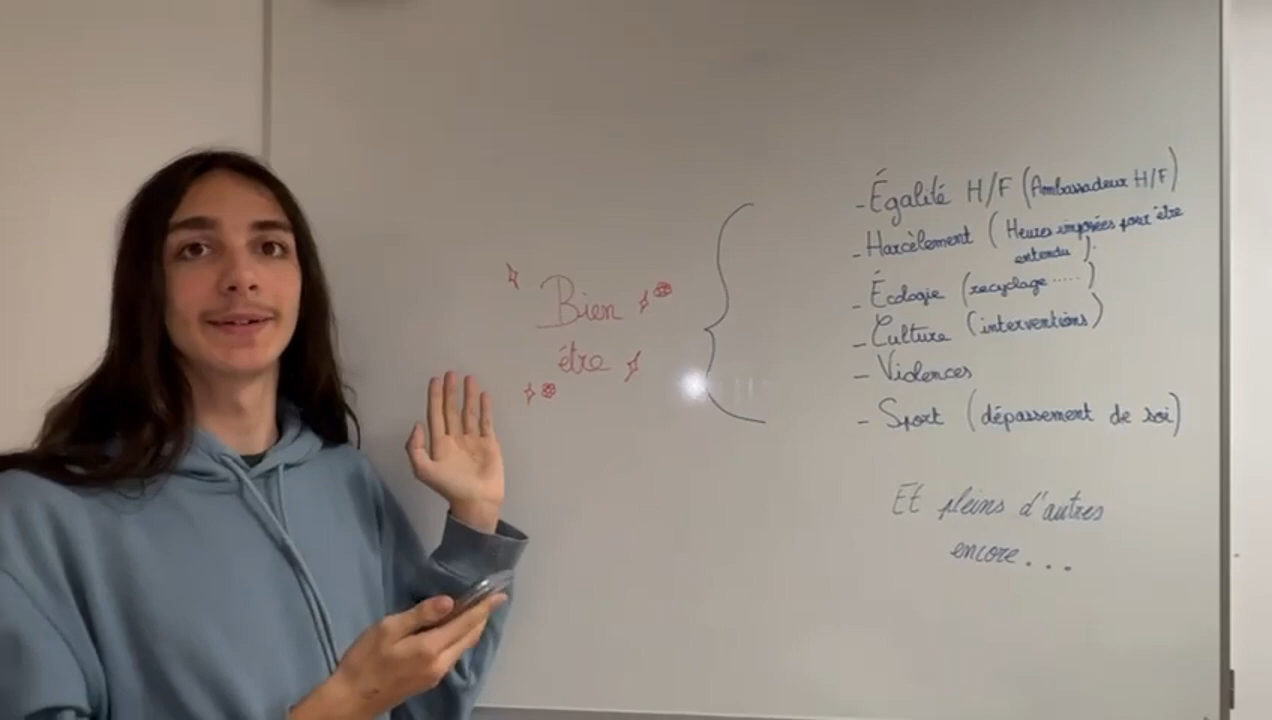 Bien
être
- Égalité H/F (Ambassadeur H/F)
- Harcèlement (Heures imposées pour être
entendu).
- Écologie (recyclage .....)
- Culture (interventions)
- Violences
- Sport (dépassement de soi)
Et pleins d'autres
encore...